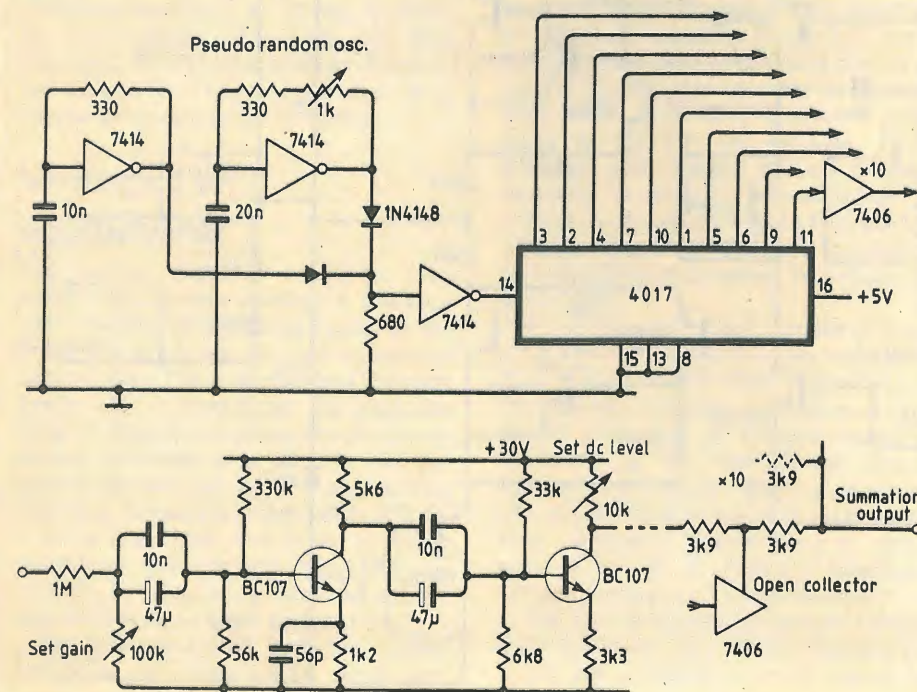 Pseudo random osc.
330
7414
10n
330
1k
7414
20n
1N4148
680
7414
14
3
2
4
7
10
1
5
6
9
11
4017
16
+5V
15
13
8
×10
7406
+30V
Set dc level
330k
5k6
33k
10k
×10
3k9
Summation
output
10n
1M
47μ
BC107
10n
47μ
BC107
3k9
3k9
Open collector
7406
Set gain
100k
56k
56p
1k2
6k8
3k3